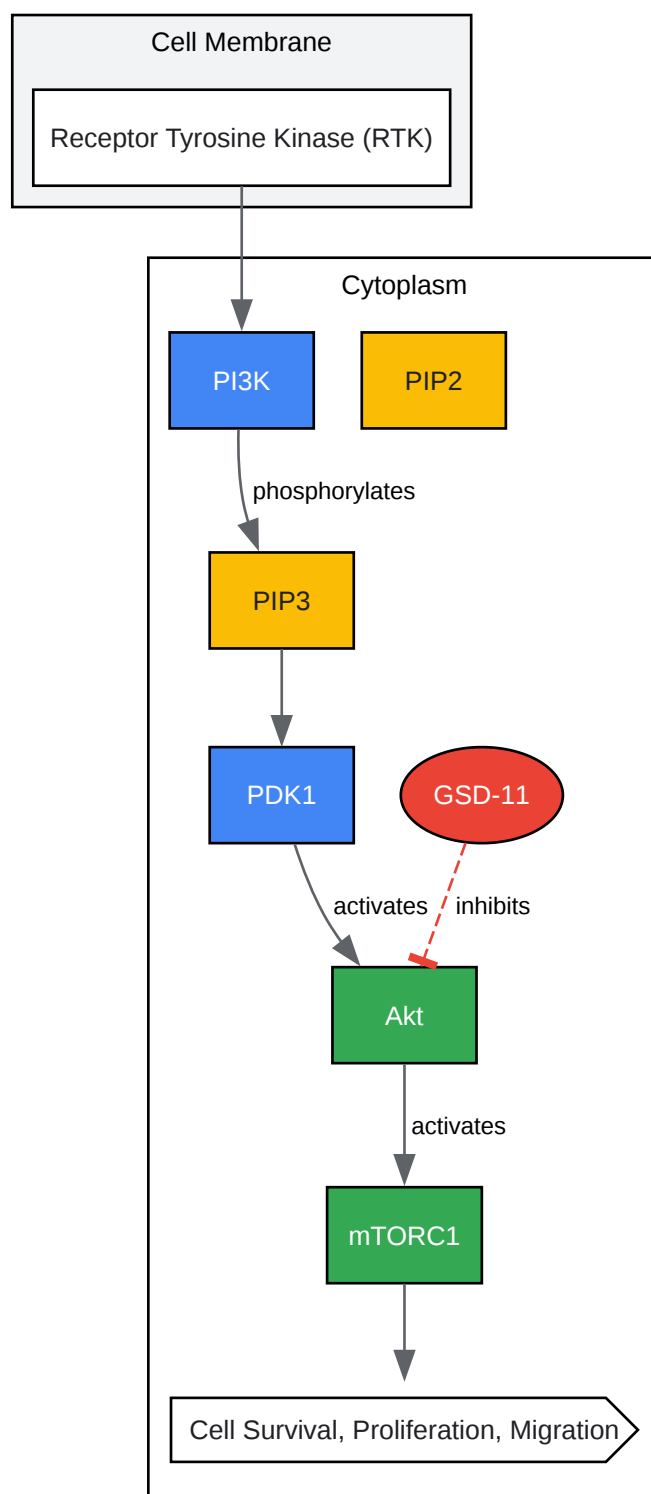 Cell Membrane
Receptor Tyrosine Kinase (RTK)
Cytoplasm
PI3K
PIP2
phosphorylates
PIP3
PDK1
GSD-11
activates
inhibits
Akt
activates
mTORC1
Cell Survival, Proliferation, Migration